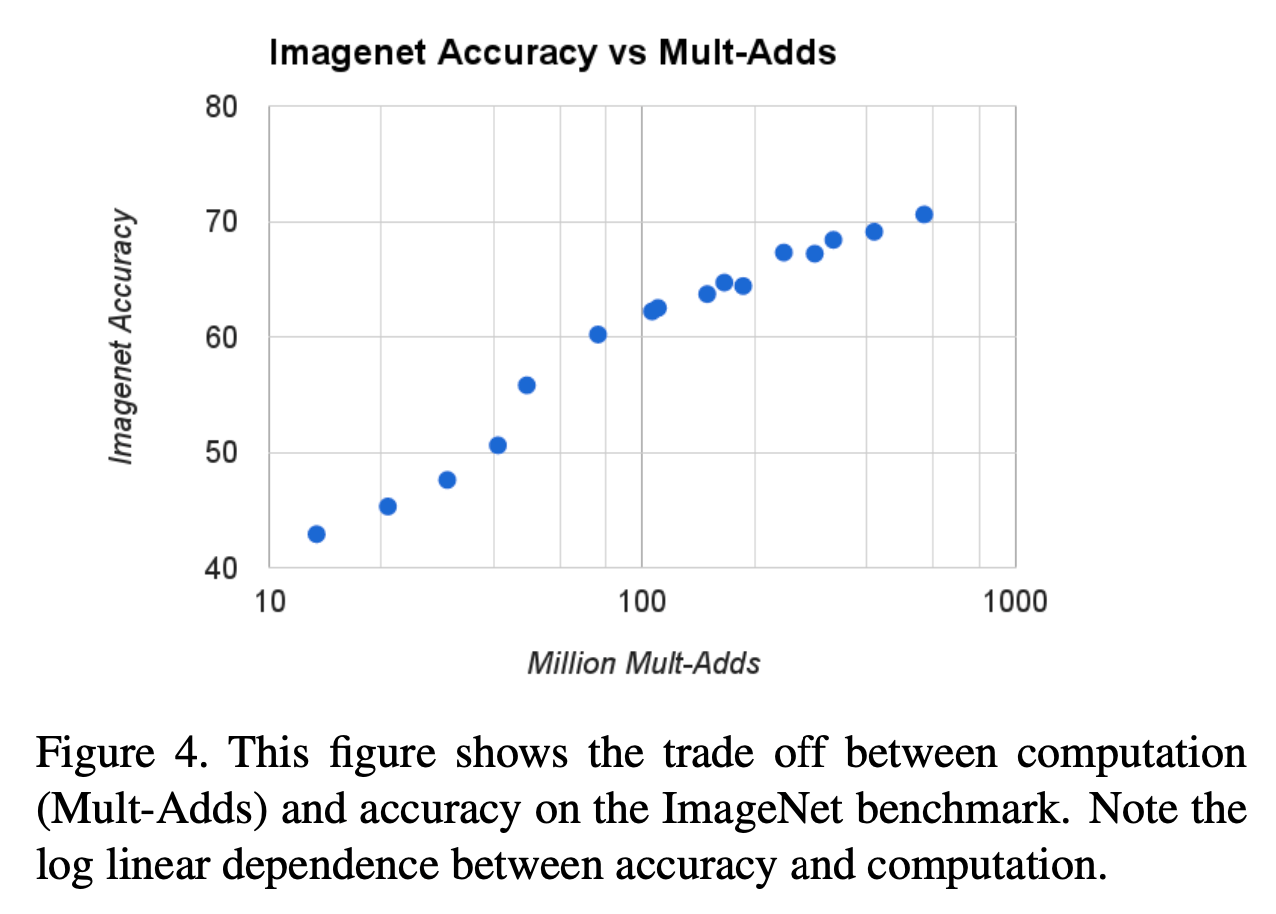 Imagenet Accuracy vs Mult-Adds
80
70
60
50
40
Imagenet Accuracy
10
100
1000
Million Mult-Adds
Figure 4. This figure shows the trade off between computation
(Mult-Adds) and accuracy on the ImageNet benchmark. Note the
log linear dependence between accuracy and computation.